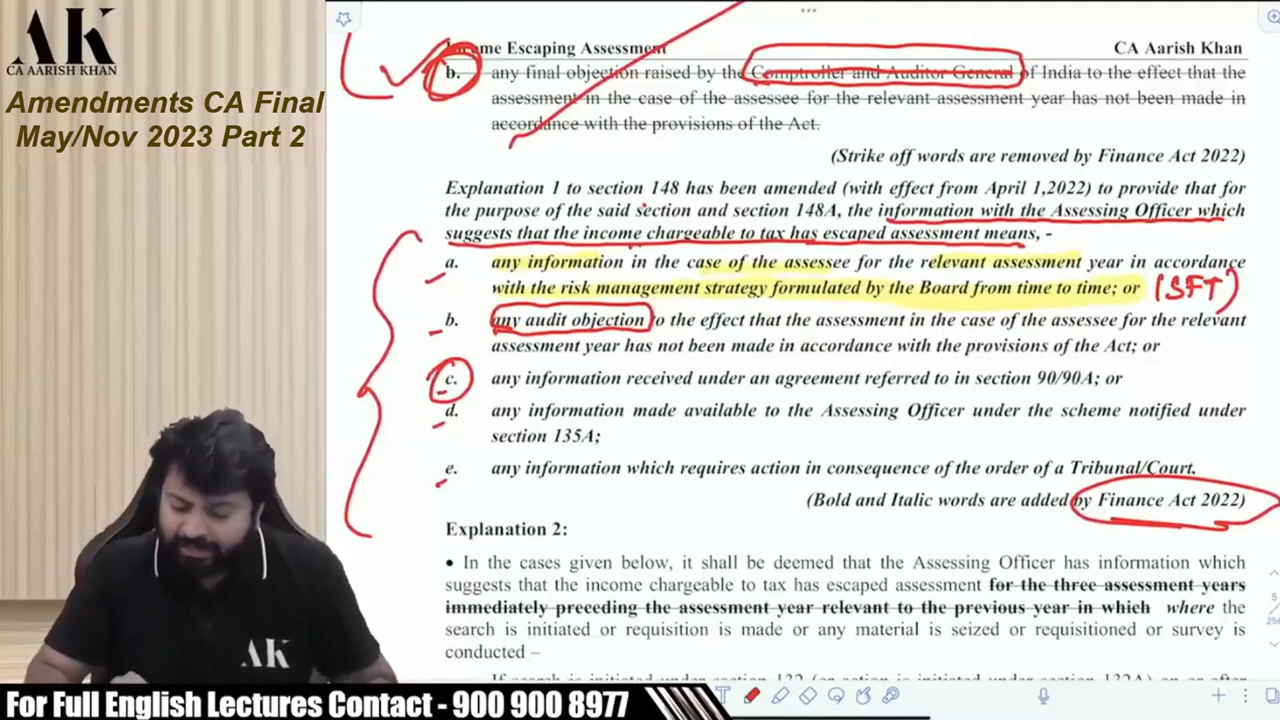 AK
CA AARISH KHAN
Amendments CA Final
May/Nov 2023 Part 2
Income Escaping Assessment
CA Aarish Khan
b. any final objection raised by the Comptroller and Auditor General of India to the effect that the
assessment in the case of the assessee for the relevant assessment year has not been made in
accordance with the provisions of the Act.
(Strike off words are removed by Finance Act 2022)
Explanation 1 to section 148 has been amended (with effect from April 1,2022) to provide that for
the purpose of the said section and section 148A, the information with the Assessing Officer which
suggests that the income chargeable to tax has escaped assessment means, -
a. any information in the case of the assessee for the relevant assessment year in accordance
with the risk management strategy formulated by the Board from time to time; or (SFT)
b. any audit objection to the effect that the assessment in the case of the assessee for the relevant
assessment year has not been made in accordance with the provisions of the Act; or
c. any information received under an agreement referred to in section 90/90A; or
d. any information made available to the Assessing Officer under the scheme notified under
section 135A;
e. any information which requires action in consequence of the order of a Tribunal/Court.
(Bold and Italic words are added by Finance Act 2022)
Explanation 2:
• In the cases given below, it shall be deemed that the Assessing Officer has information which
suggests that the income chargeable to tax has escaped assessment for the three assessment years
immediately preceding the assessment year relevant to the previous year in which where the
search is initiated or requisition is made or any material is seized or requisitioned or survey is
conducted –
AK
5
256
For Full English Lectures Contact - 900 900 8977